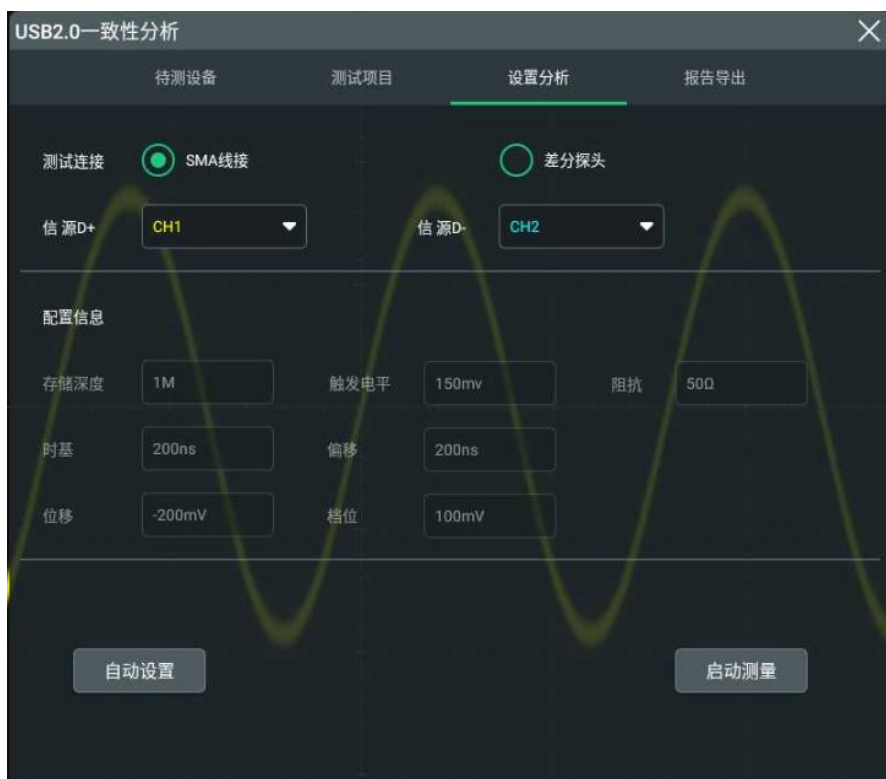 USB2.0一致性分析
待测设备 测试项目 设置分析 报告导出
测试连接 SMA线接 差分探头
信 源D+ CH1 信 源D- CH2
配置信息
存储深度 1M 触发电平 150mv 阻抗 50Ω
时基 200ns 偏移 200ns
位移 -200mV 档位 100mV
自动设置 启动测量